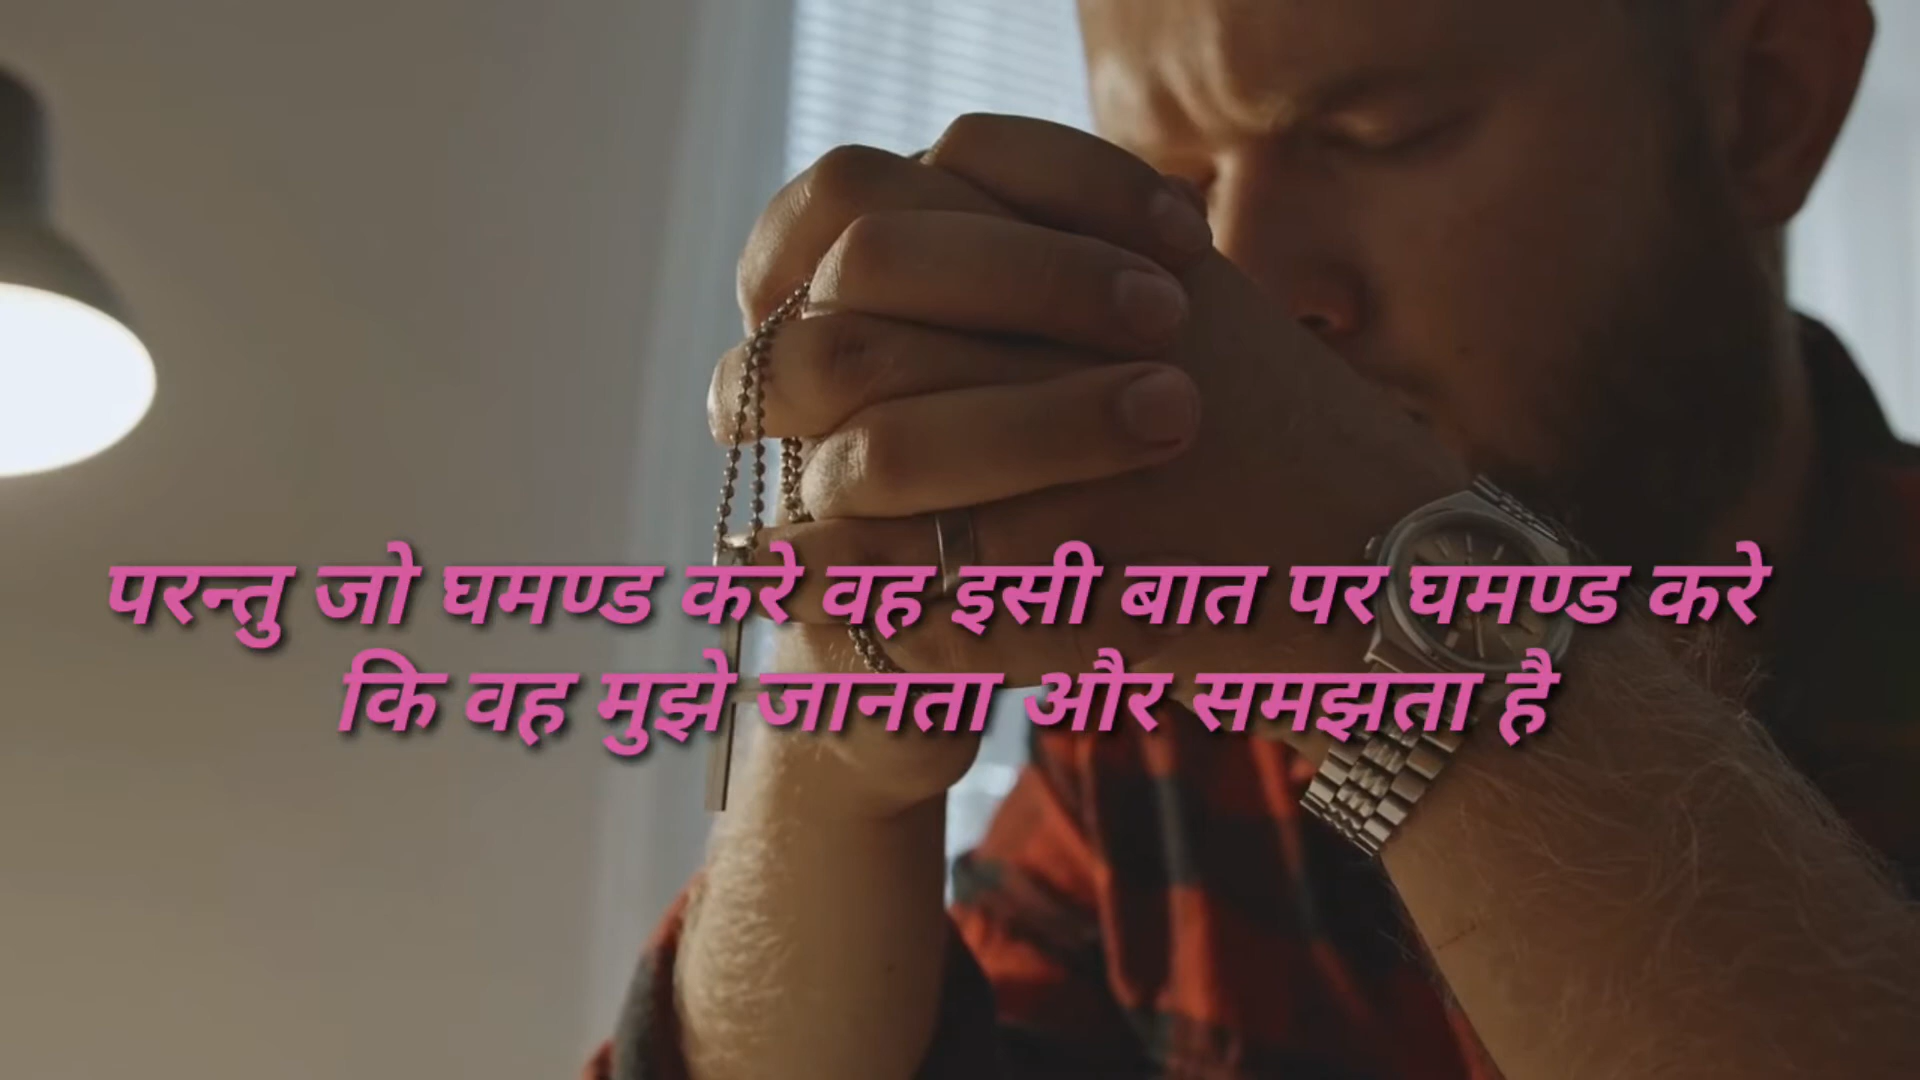 परन्तु जो घमण्ड करे वह इसी बात पर घमण्ड करे
कि वह मुझे जानता और समझता है